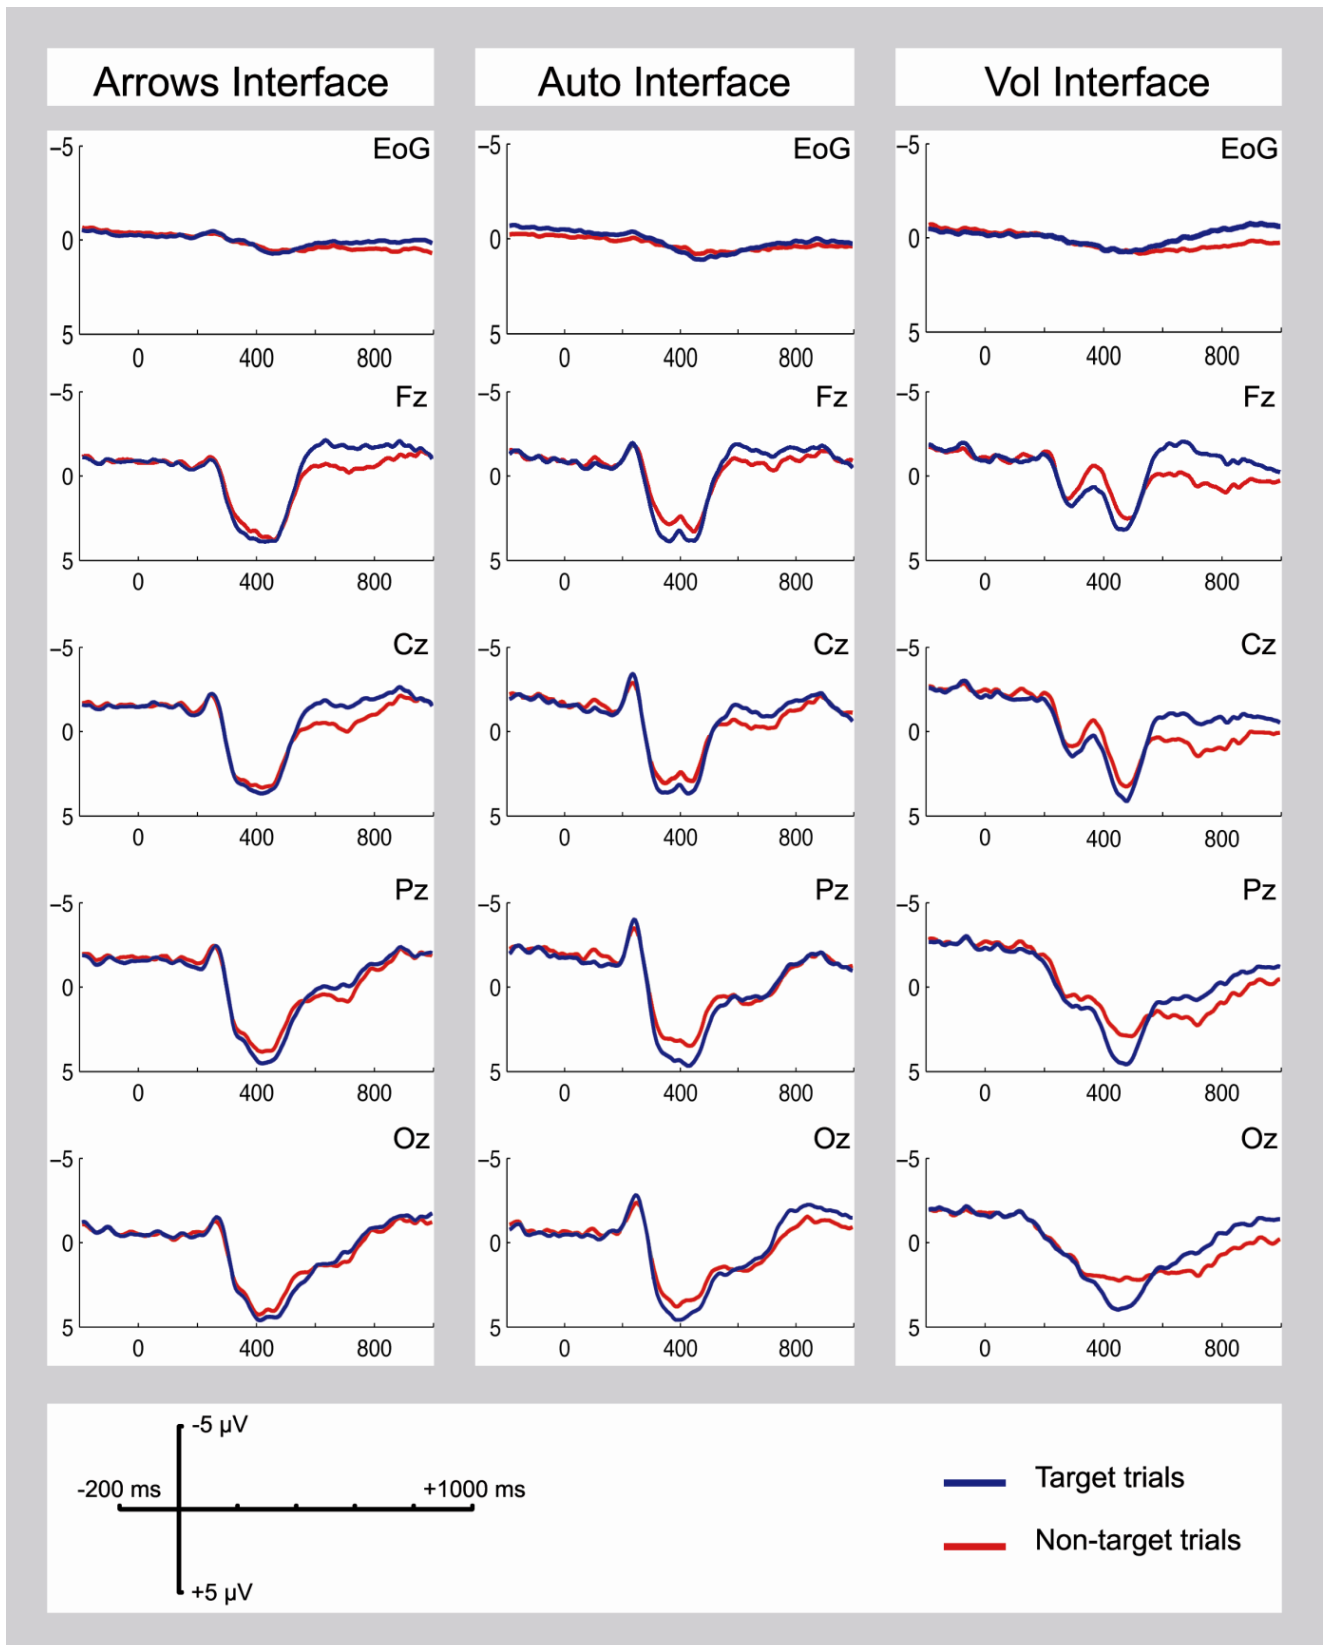 Arrows Interface
Auto Interface
Vol Interface
EoG
–5
0
5
0 400 800
EoG
–5
0
5
0 400 800
EoG
–5
0
5
0 400 800
Fz
–5
0
5
0 400 800
Fz
–5
0
5
0 400 800
Fz
–5
0
5
0 400 800
Cz
–5
0
5
0 400 800
Cz
–5
0
5
0 400 800
Cz
–5
0
5
0 400 800
Pz
–5
0
5
0 400 800
Pz
–5
0
5
0 400 800
Pz
–5
0
5
0 400 800
Oz
–5
0
5
0 400 800
Oz
–5
0
5
0 400 800
Oz
–5
0
5
0 400 800
-5 µV
-200 ms
+1000 ms
+5 µV
Target trials
Non-target trials